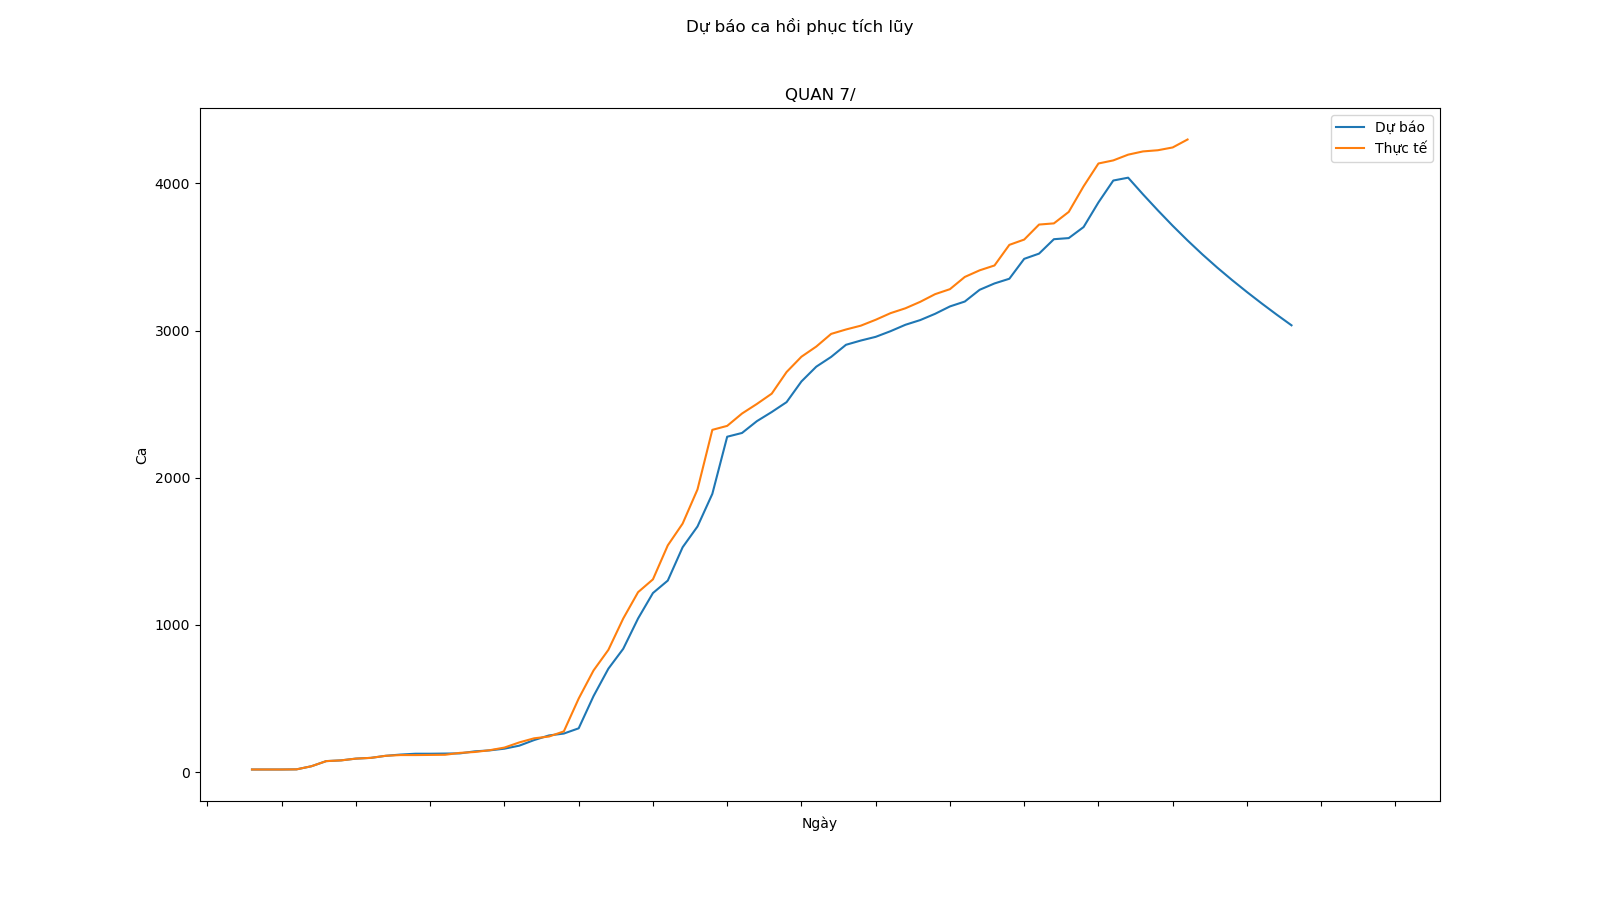 Dự báo ca hồi phục tích lũy
QUAN 7/
Dự báo
Thực tế
4000
3000
2000
1000
0
Ca
Ngày